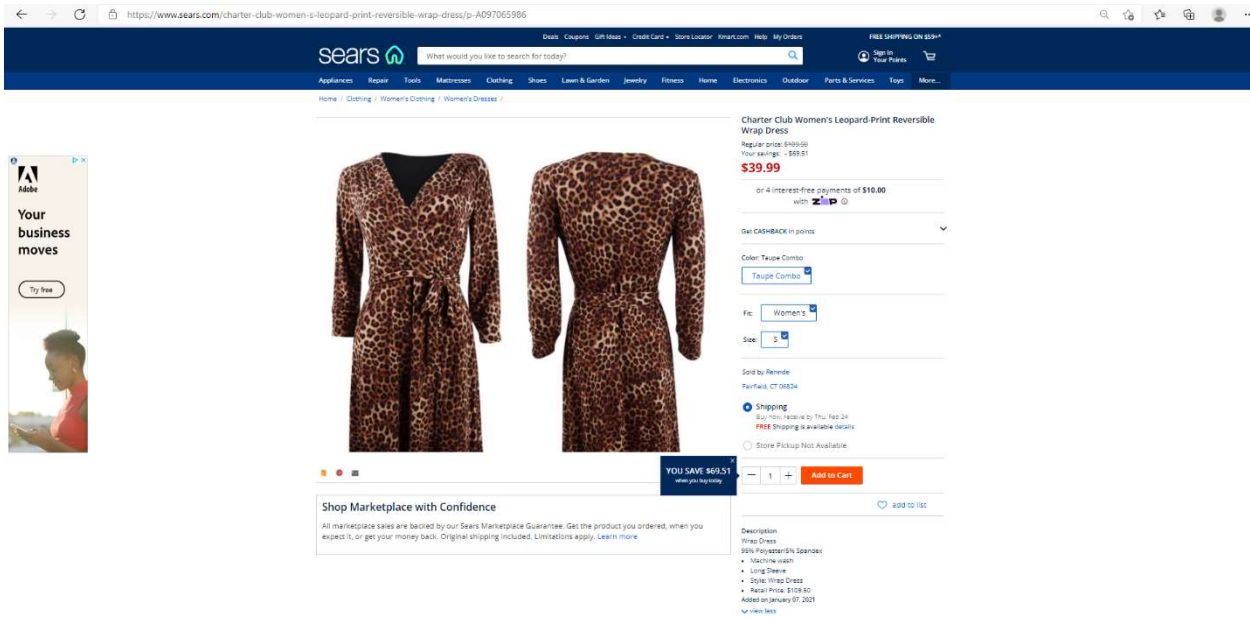 https://www.sears.com/charter-club-women-s-leopard-print-reversible-wrap-dress/p-A097065986
Deals Coupons Gift Ideas Credit Card Store Locator Kmart.com Help My Orders
FREE SHIPPING ON $59+*
sears
What would you like to search for today?
Sign In
Your Points
Appliances Repair Tools Mattresses Clothing Shoes Lawn & Garden Jewelry Fitness Home Electronics Outdoor Parts & Services Toys More...
Home / Clothing / Women's Clothing / Women's Dresses /
Adobe
Your
business
moves
Try free
Charter Club Women's Leopard-Print Reversible
Wrap Dress
Regular price: $109.50
Your savings: - $69.51
$39.99
or 4 interest-free payments of $10.00
with ZIP
Get CASHBACK in points
Color: Taupe Combo
Taupe Combo
Fit: Women's
Size: S
Sold by Rennde
Fairfield, CT 06824
Shipping
Buy now, receive by Thu, Feb 24
FREE Shipping is available details
Store Pickup Not Available
YOU SAVE $69.51
when you buy today
1
Add to Cart
add to list
Shop Marketplace with Confidence
All marketplace sales are backed by our Sears Marketplace Guarantee. Get the product you ordered, when you
expect it, or get your money back. Original shipping included. Limitations apply. Learn more
Description
Wrap Dress
95% Polyester/5% Spandex
Machine wash
Long Sleeve
Style: Wrap Dress
Retail Price: $109.50
Added on January 07, 2021
view less